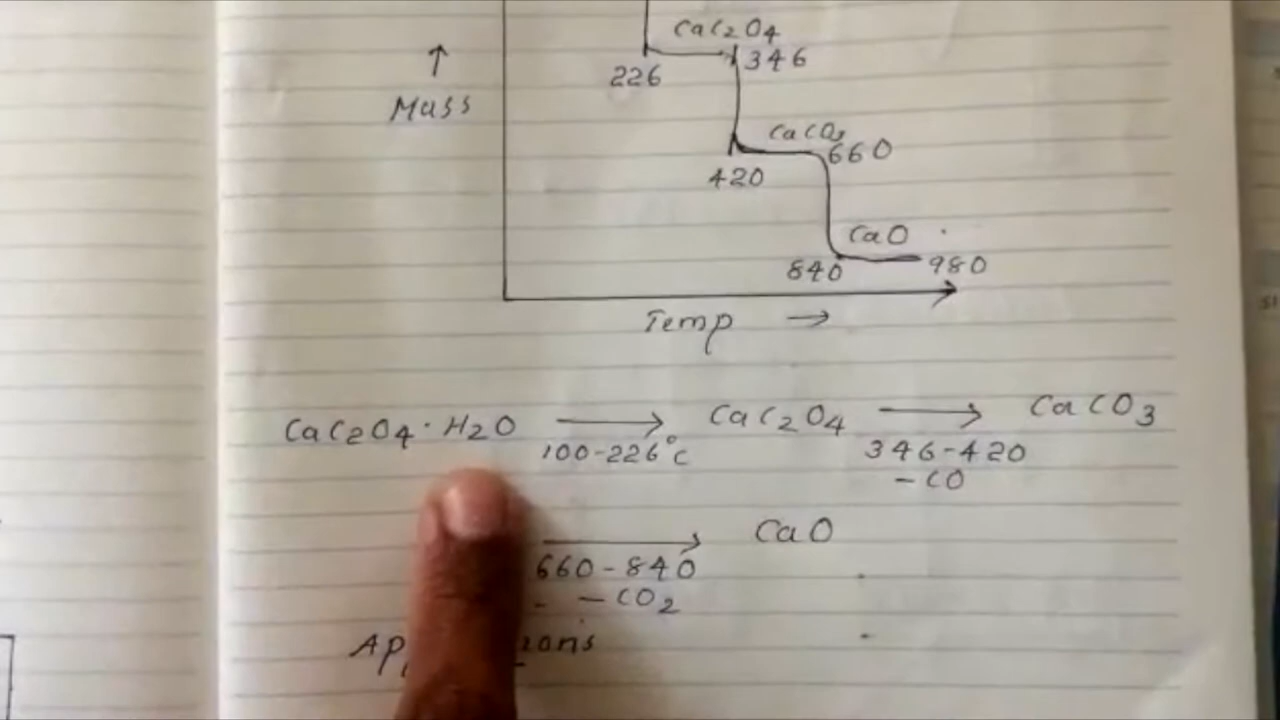 CaC2O4
226 346
↑
Mass
CaCO3
660
420
CaO
840 980
Temp →
CaC2O4·H2O → CaC2O4 → CaCO3
100-226°C 346-420
-CO
→ CaO
660-840
-CO2